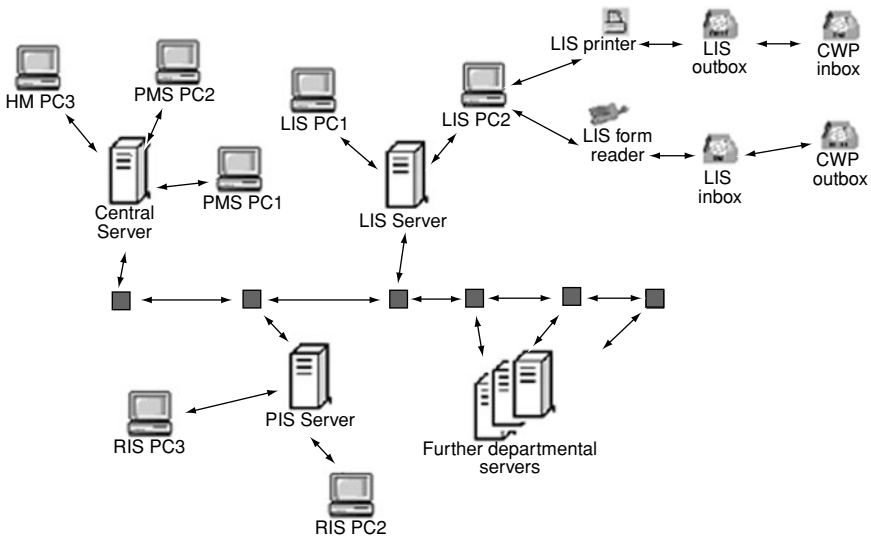 HM PC3
PMS PC2
PMS PC1
Central
Server
LIS PC1
LIS PC2
LIS Server
LIS printer
LIS
outbox
CWP
inbox
LIS form
reader
LIS
inbox
CWP
outbox
RIS PC3
PIS Server
RIS PC2
Further departmental
servers